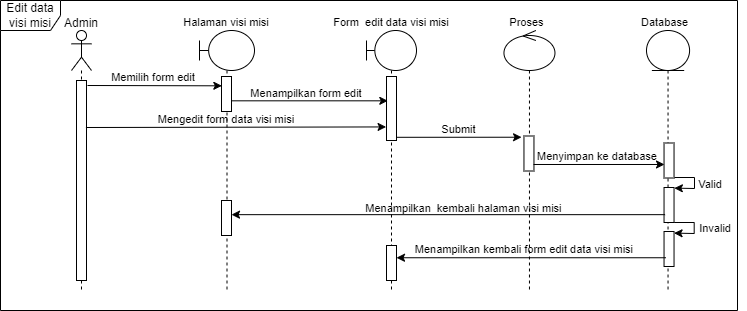 Edit data
visi misi
Admin
Halaman visi misi
Form edit data visi misi
Proses
Database
Memilih form edit
Menampilkan form edit
Mengedit form data visi misi
Submit
Menyimpan ke database
Valid
Menampilkan kembali halaman visi misi
Invalid
Menampilkan kembali form edit data visi misi